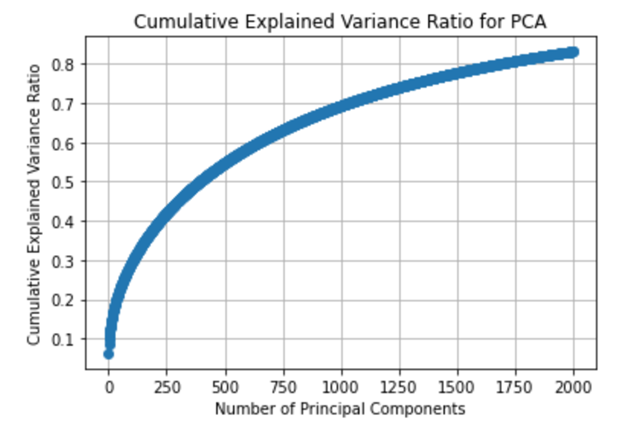 Cumulative Explained Variance Ratio for PCA
Cumulative Explained Variance Ratio
0.8
0.7
0.6
0.5
0.4
0.3
0.2
0.1
0 250 500 750 1000 1250 1500 1750 2000
Number of Principal Components